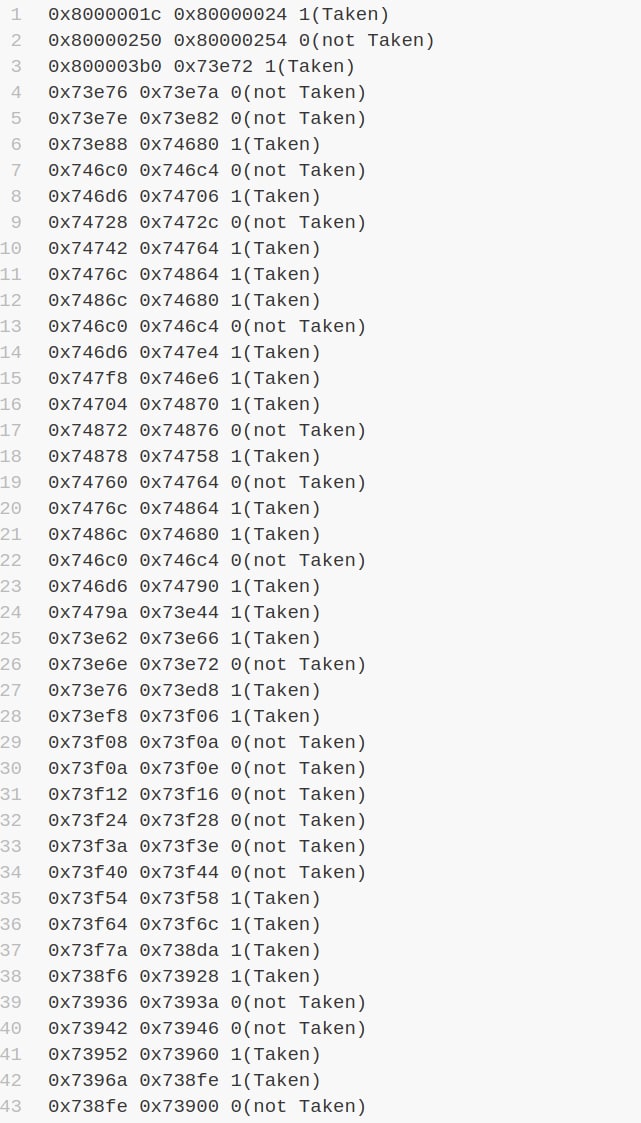 1 0x8000001c 0x80000024 1(Taken)
2 0x80000250 0x80000254 0(not Taken)
3 0x800003b0 0x73e72 1(Taken)
4 0x73e76 0x73e7a 0(not Taken)
5 0x73e7e 0x73e82 0(not Taken)
6 0x73e88 0x74680 1(Taken)
7 0x746c0 0x746c4 0(not Taken)
8 0x746d6 0x74706 1(Taken)
9 0x74728 0x7472c 0(not Taken)
10 0x74742 0x74764 1(Taken)
11 0x7476c 0x74864 1(Taken)
12 0x7486c 0x74680 1(Taken)
13 0x746c0 0x746c4 0(not Taken)
14 0x746d6 0x747e4 1(Taken)
15 0x747f8 0x746e6 1(Taken)
16 0x74704 0x74870 1(Taken)
17 0x74872 0x74876 0(not Taken)
18 0x74878 0x74758 1(Taken)
19 0x74760 0x74764 0(not Taken)
20 0x7476c 0x74864 1(Taken)
21 0x7486c 0x74680 1(Taken)
22 0x746c0 0x746c4 0(not Taken)
23 0x746d6 0x74790 1(Taken)
24 0x7479a 0x73e44 1(Taken)
25 0x73e62 0x73e66 1(Taken)
26 0x73e6e 0x73e72 0(not Taken)
27 0x73e76 0x73ed8 1(Taken)
28 0x73ef8 0x73f06 1(Taken)
29 0x73f08 0x73f0a 0(not Taken)
30 0x73f0a 0x73f0e 0(not Taken)
31 0x73f12 0x73f16 0(not Taken)
32 0x73f24 0x73f28 0(not Taken)
33 0x73f3a 0x73f3e 0(not Taken)
34 0x73f40 0x73f44 0(not Taken)
35 0x73f54 0x73f58 1(Taken)
36 0x73f64 0x73f6c 1(Taken)
37 0x73f7a 0x738da 1(Taken)
38 0x738f6 0x73928 1(Taken)
39 0x73936 0x7393a 0(not Taken)
40 0x73942 0x73946 0(not Taken)
41 0x73952 0x73960 1(Taken)
42 0x7396a 0x738fe 1(Taken)
43 0x738fe 0x73900 0(not Taken)